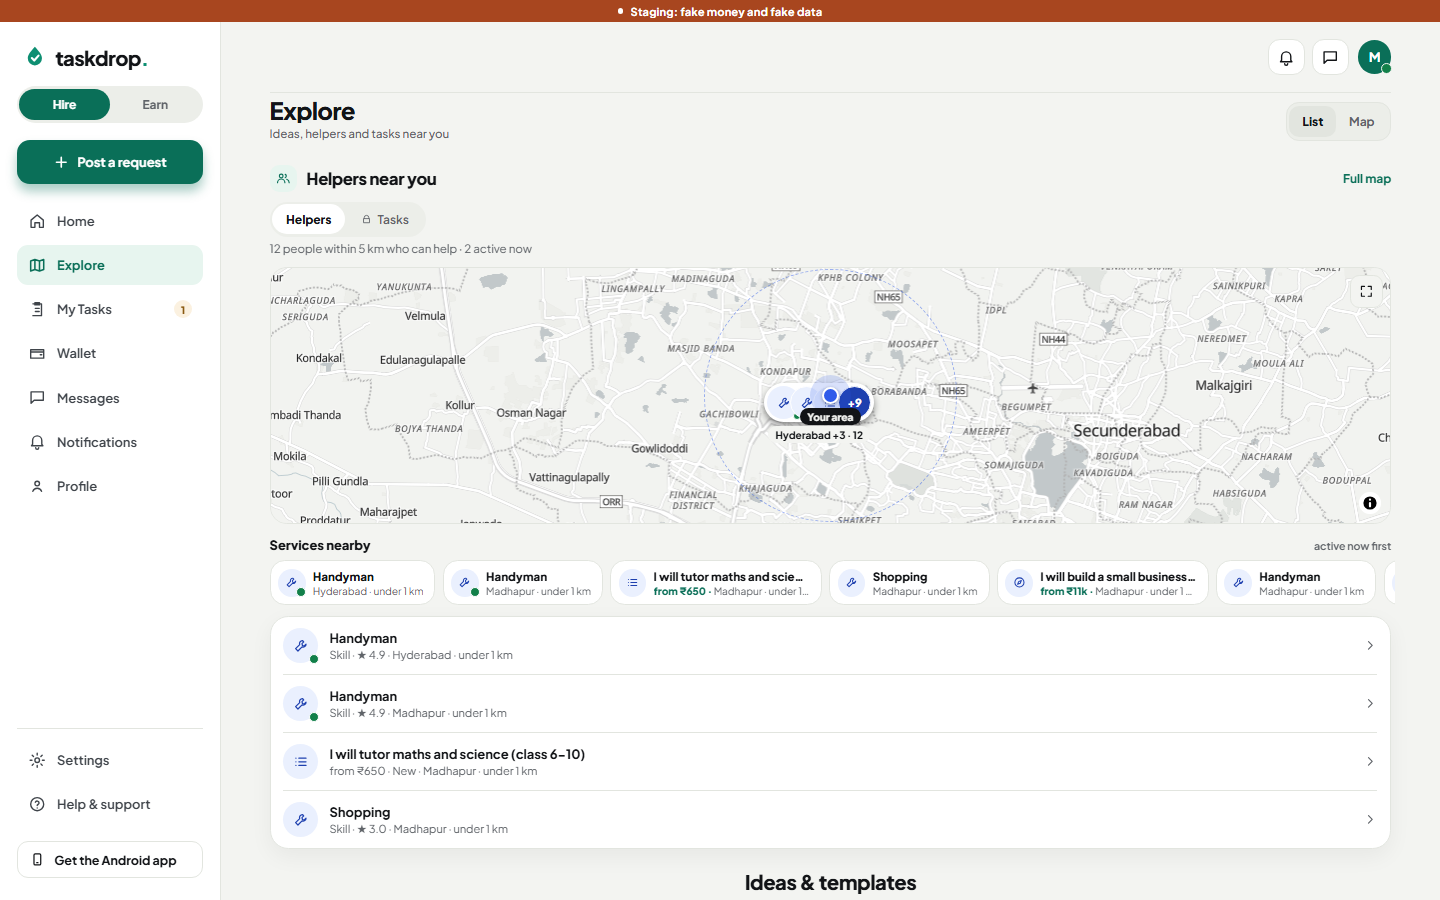 Staging: fake money and fake data
taskdrop.
Hire
Earn
Post a request
Home
Explore
My Tasks
1
Wallet
Messages
Notifications
Profile
Settings
Help & support
Get the Android app
M
Explore
Ideas, helpers and tasks near you
List
Map
Helpers near you
Full map
Helpers
Tasks
12 people within 5 km who can help · 2 active now
YANUKUNTA
SERIGUDA
Velmula
Kondakal
Edulanagulapalle
Kollur
Osman Nagar
mbadi Thanda
BOJYA THANDA
Mokila
Pilli Gundla
toor
Maharajpet
Proddatur
MADINAGUDA
LINGAMPALLY
KPHB COLONY
NH65
MASJID BANDA
MOOSAPET
KONDAPUR
BORABANDA
NH65
GACHIBOWLI
+9
Your area
Hyderabad +3 · 12
Gowlidoddi
Vattinagulapally
ORR
FINANCIAL
DISTRICT
KHAJAGUDA
SHAIKPET
IDPL
NH44
SAINIKPURI
KAPRA
NEREDMET
MOULA ALI
Malkajgiri
BEGUMPET
Secunderabad
AMEERPET
SOMAJIGUDA
BOIGUDA
KAVADIGUDA
NACHARAM
HABSIGUDA
BODUPPAL
RAM NAGAR
Ch
Services nearby
active now first
Handyman
Hyderabad · under 1 km
Handyman
Madhapur · under 1 km
I will tutor maths and scie…
from ₹650 · Madhapur · under 1…
Shopping
Madhapur · under 1 km
I will build a small business…
from ₹11k · Madhapur · under 1…
Handyman
Madhapur · under 1 km
Handyman
Skill · ★ 4.9 · Hyderabad · under 1 km
Handyman
Skill · ★ 4.9 · Madhapur · under 1 km
I will tutor maths and science (class 6–10)
from ₹650 · New · Madhapur · under 1 km
Shopping
Skill · ★ 3.0 · Madhapur · under 1 km
Ideas & templates